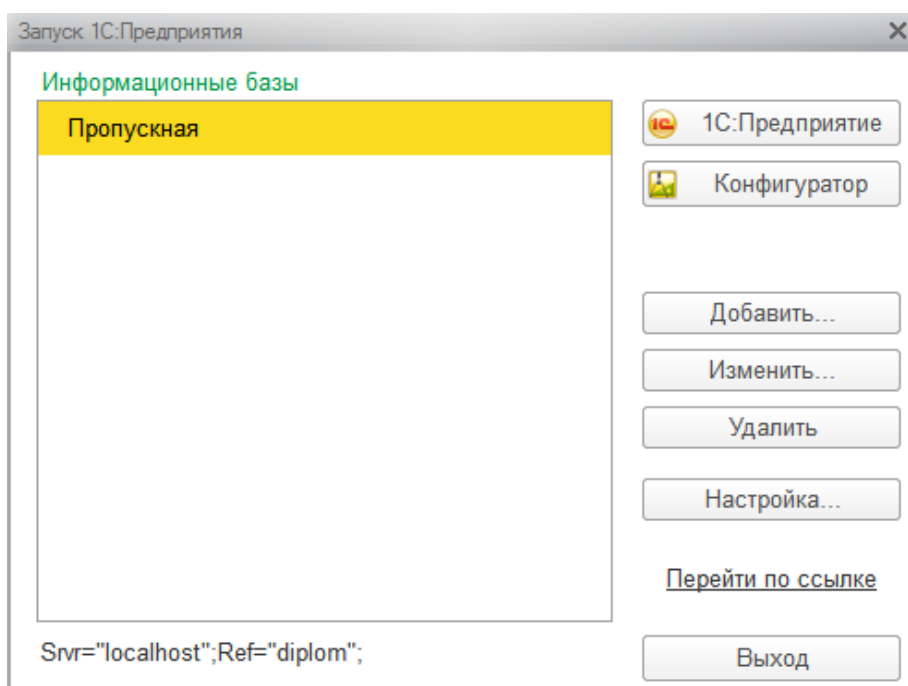 Запуск 1С:Предприятия
Информационные базы
Пропускная
1С:Предприятие
Конфигуратор
Добавить...
Изменить...
Удалить
Настройка...
Перейти по ссылке
Srvr="localhost";Ref="diplom";
Выход